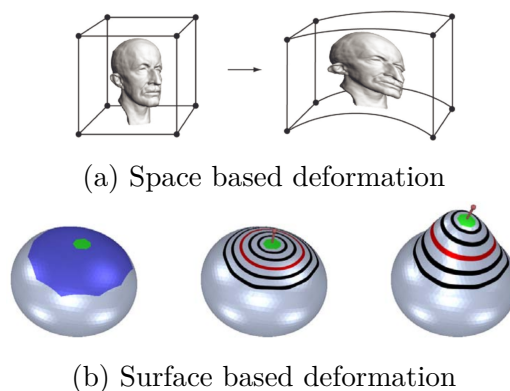 (a) Space based deformation
(b) Surface based deformation